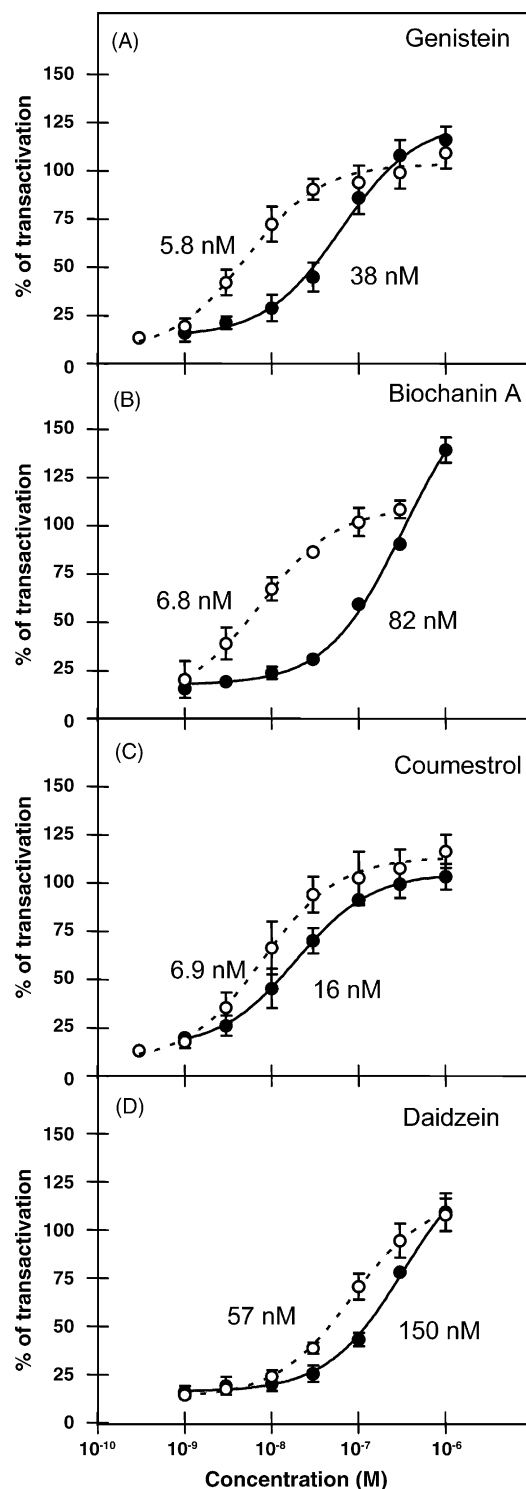 (A)
Genistein
150
125
100
75
50
25
0
% of transactivation
5.8 nM
38 nM
(B)
Biochanin A
150
125
100
75
50
25
0
% of transactivation
6.8 nM
82 nM
(C)
Coumestrol
150
125
100
75
50
25
0
% of transactivation
6.9 nM
16 nM
(D)
Daidzein
150
125
100
75
50
25
0
% of transactivation
57 nM
150 nM
10⁻¹⁰ 10⁻⁹ 10⁻⁸ 10⁻⁷ 10⁻⁶
Concentration (M)